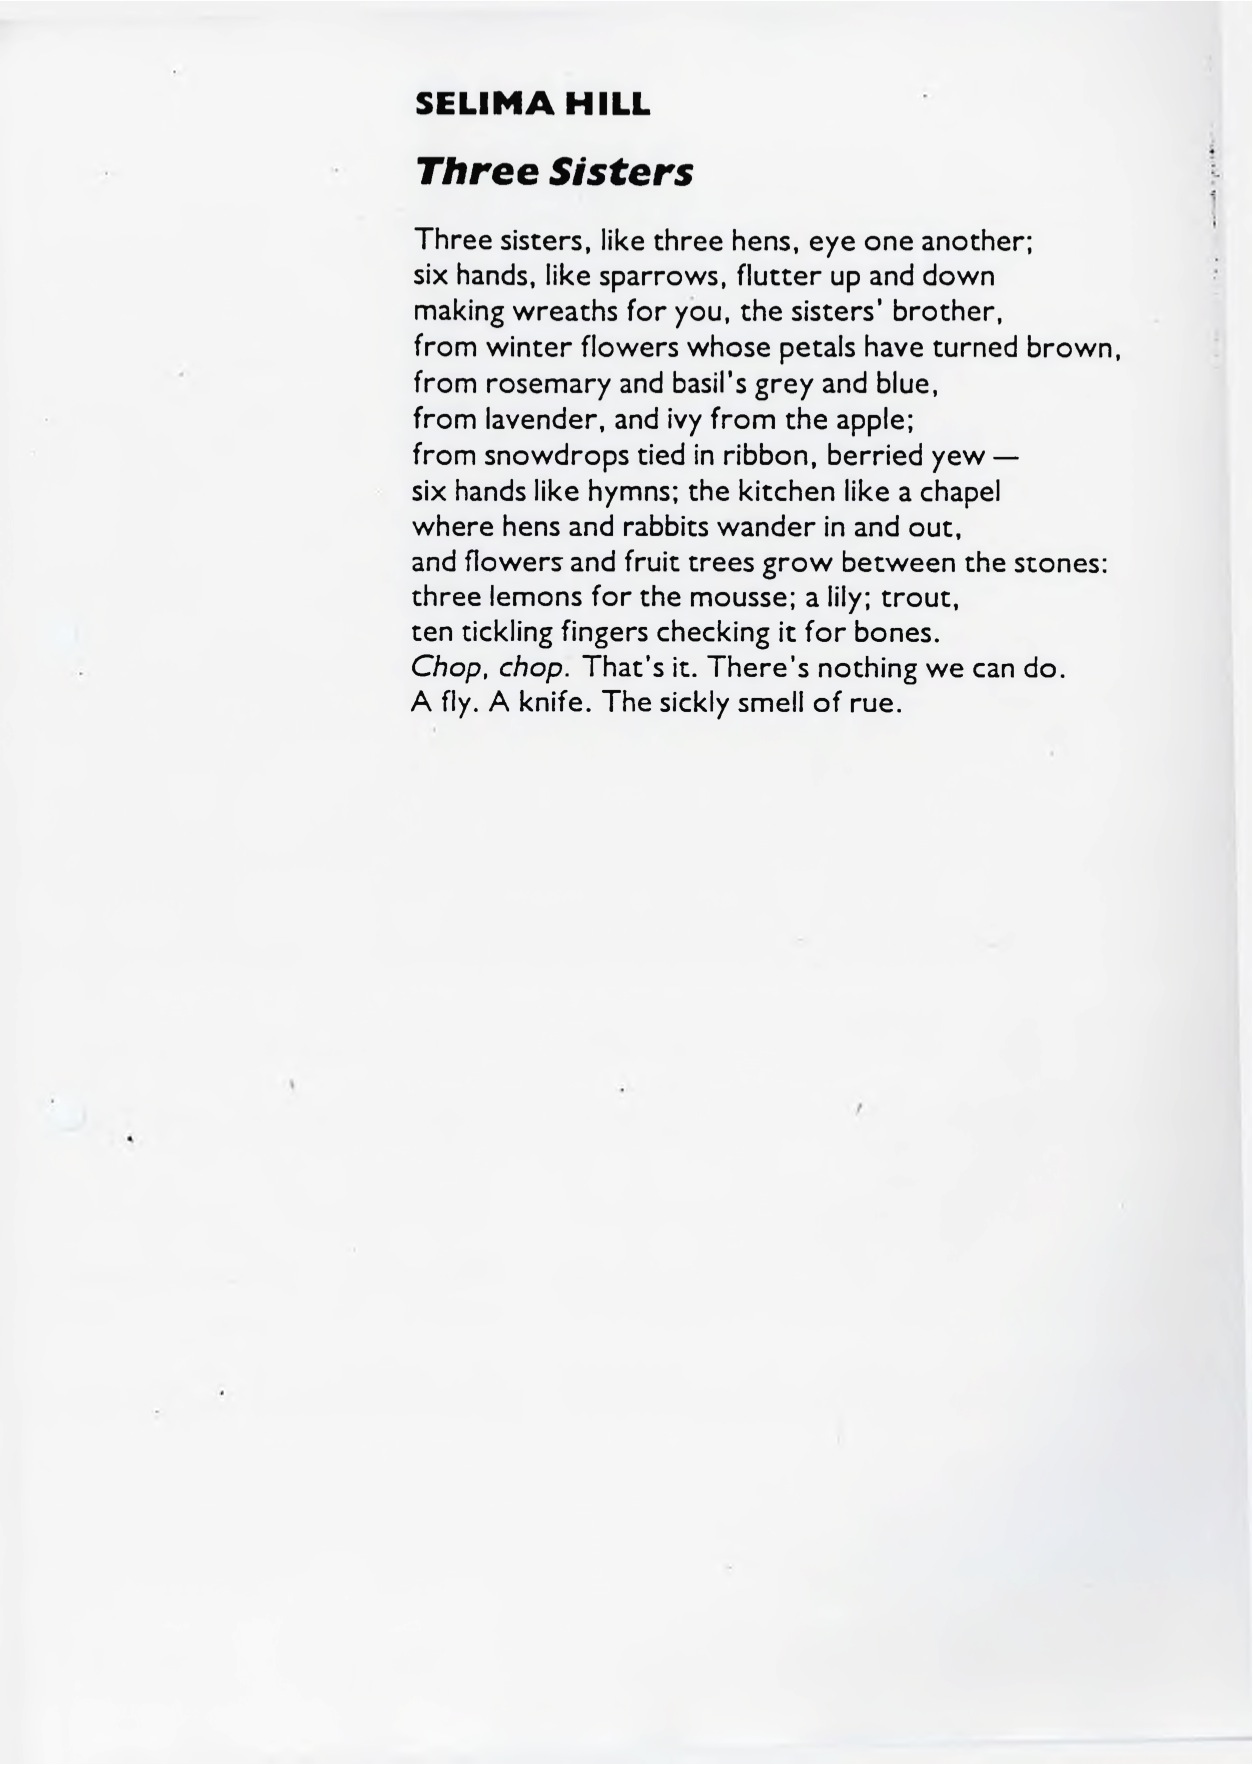 SELIMA HILL
Three Sisters
Three sisters, like three hens, eye one another;
six hands, like sparrows, flutter up and down
making wreaths for you, the sisters' brother,
from winter flowers whose petals have turned brown,
from rosemary and basil's grey and blue,
from lavender, and ivy from the apple;
from snowdrops tied in ribbon, berried yew —
six hands like hymns; the kitchen like a chapel
where hens and rabbits wander in and out,
and flowers and fruit trees grow between the stones:
three lemons for the mousse; a lily; trout,
ten tickling fingers checking it for bones.
Chop, chop. That's it. There's nothing we can do.
A fly. A knife. The sickly smell of rue.